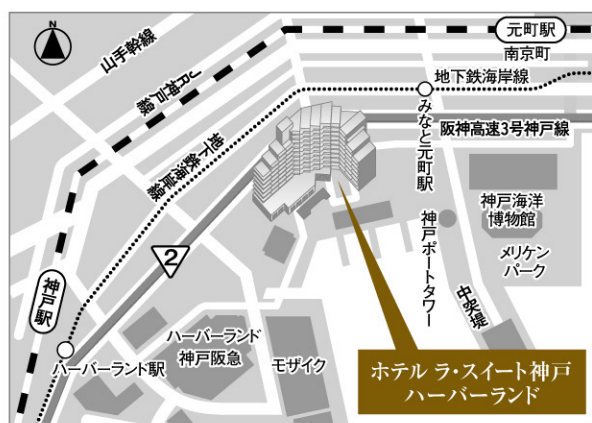 N
山手幹線
JR神戸線
元町駅
南京町
地下鉄海岸線
みなと元町駅
阪神高速3号神戸線
地下鉄海岸線
神戸海洋
博物館
メリケン
パーク
神戸ポートタワー
中突堤
2
神戸駅
ハーバーランド駅
ハーバーランド
神戸阪急
モザイク
ホテル ラ・スイート神戸
ハーバーランド